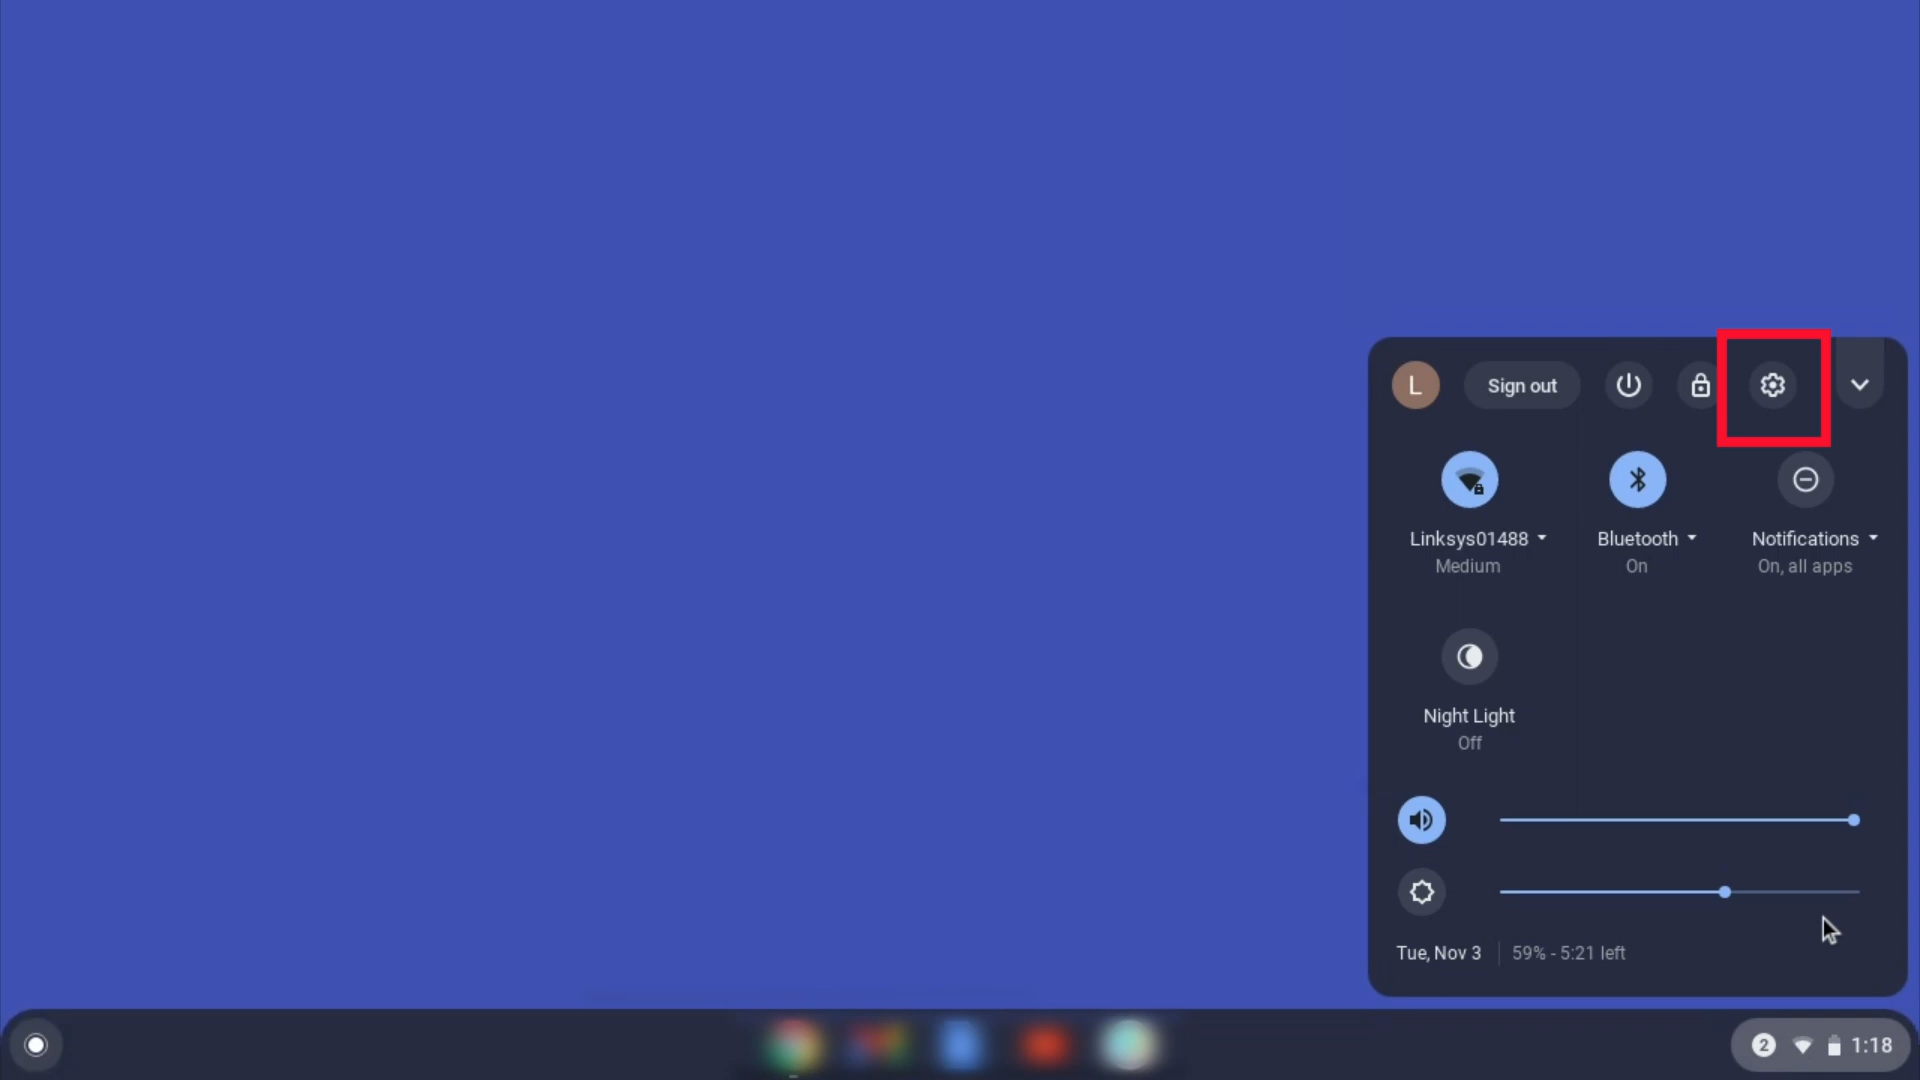 L Sign out
Linksys01488 Bluetooth Notifications
Medium On On, all apps
Night Light
Off
Tue, Nov 3 59% - 5:21 left
2 1:18